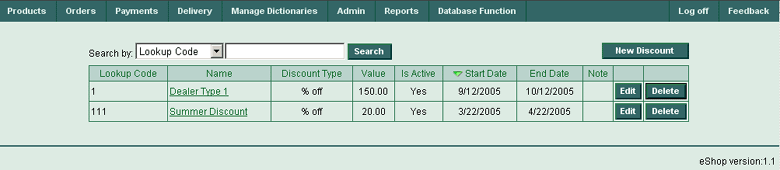 Products Orders Payments Delivery Manage Dictionaries Admin Reports Database Function Log off Feedback
Search by: Lookup Code Search New Discount
Lookup Code Name Discount Type Value Is Active Start Date End Date Note
1 Dealer Type 1 % off 150.00 Yes 9/12/2005 10/12/2005 Edit Delete
111 Summer Discount % off 20.00 Yes 3/22/2005 4/22/2005 Edit Delete
eShop version:1.1